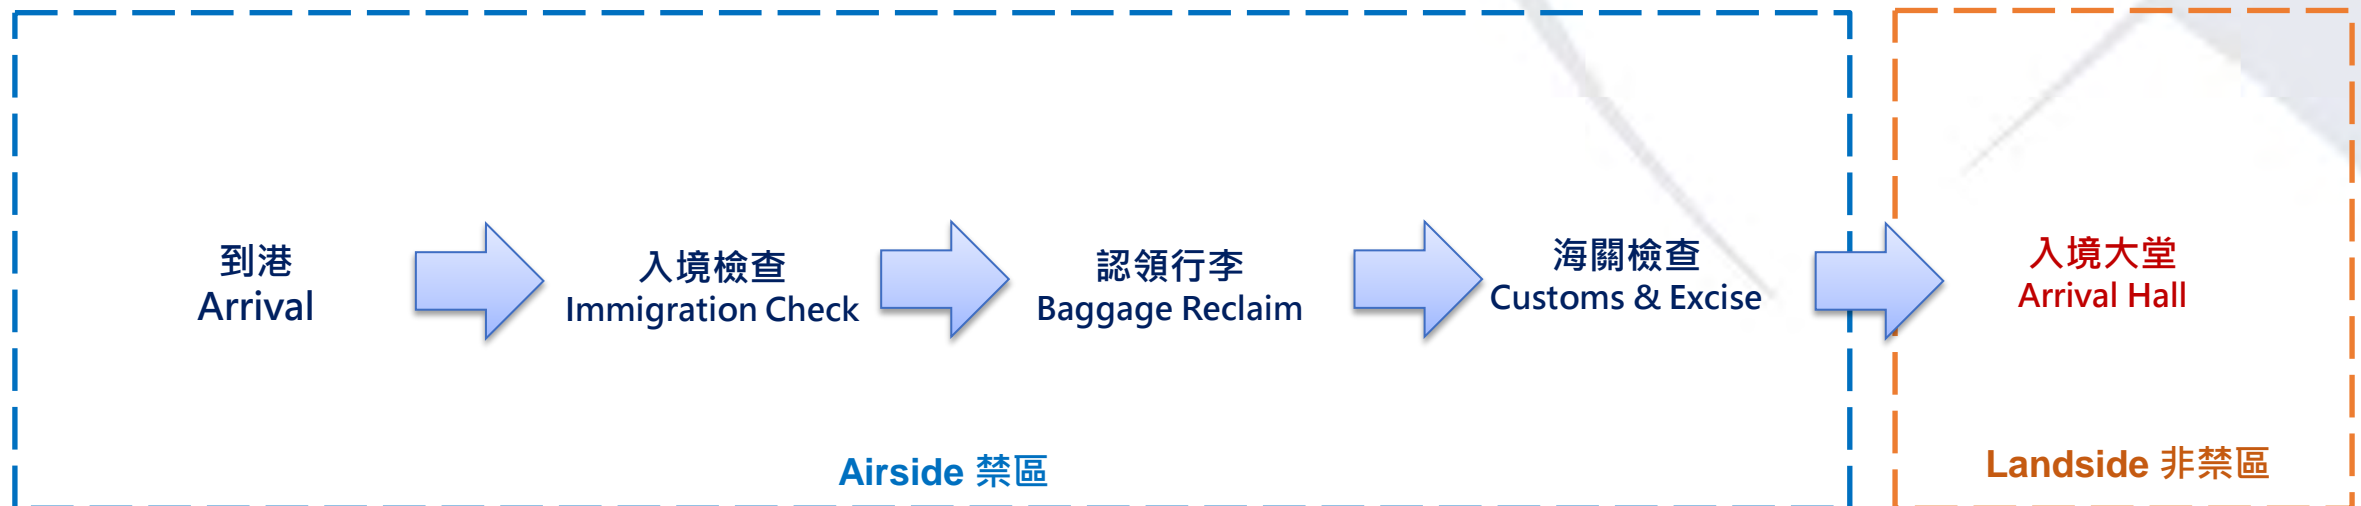 到港
Arrival
入境檢查
Immigration Check
認領行李
Baggage Reclaim
海關檢查
Customs & Excise
入境大堂
Arrival Hall
Airside 禁區
Landside 非禁區